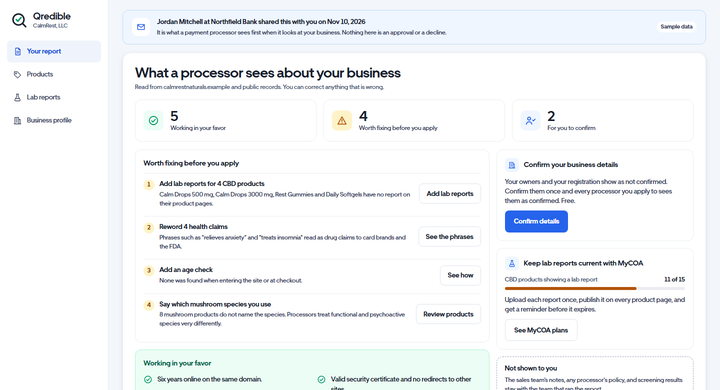 Qredible
CalmRest, LLC
Your report
Products
Lab reports
Business profile
Jordan Mitchell at Northfield Bank shared this with you on Nov 10, 2026
It is what a payment processor sees first when it looks at your business. Nothing here is an approval or a decline.
Sample data
What a processor sees about your business
Read from calmrestnaturals.example and public records. You can correct anything that is wrong.
5
Working in your favor
4
Worth fixing before you apply
2
For you to confirm
Worth fixing before you apply
1
Add lab reports for 4 CBD products
Calm Drops 500 mg, Calm Drops 3000 mg, Rest Gummies and Daily Softgels have no report on
their product pages.
Add lab reports
2
Reword 4 health claims
Phrases such as "relieves anxiety" and "treats insomnia" read as drug claims to card brands and
the FDA.
See the phrases
3
Add an age check
None was found when entering the site or at checkout.
See how
4
Say which mushroom species you use
8 mushroom products do not name the species. Processors treat functional and psychoactive
species very differently.
Review products
Working in your favor
Six years online on the same domain.
Valid security certificate and no redirects to other
sites.
Confirm your business details
Your owners and your registration show as not confirmed.
Confirm them once and every processor you apply to sees
them as confirmed. Free.
Confirm details
Keep lab reports current with MyCOA
CBD products showing a lab report
11 of 15
Upload each report once, publish it on every product page, and
get a reminder before it expires.
See MyCOA plans
Not shown to you
The sales team's notes, any processor's policy, and screening results
stay with the team that ran the report.